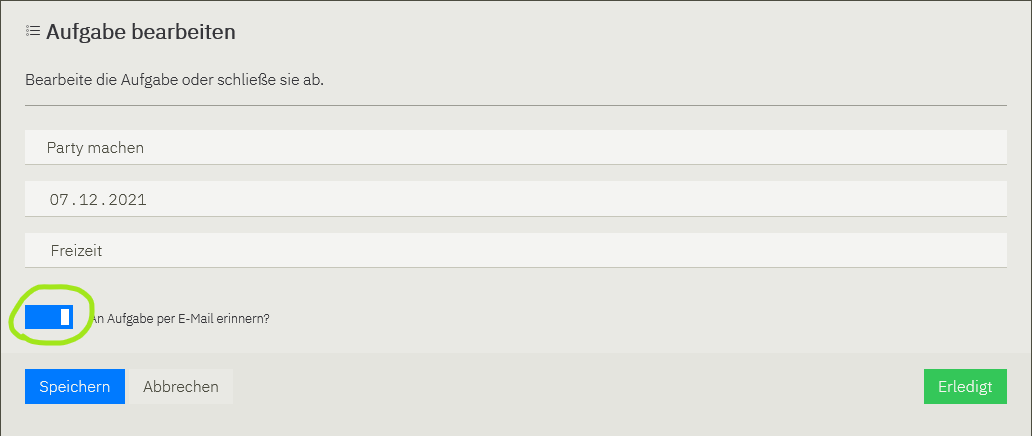 Aufgabe bearbeiten
Bearbeite die Aufgabe oder schließe sie ab.
Party machen
07.12.2021
Freizeit
An Aufgabe per E-Mail erinnern?
Speichern Abbrechen Erledigt